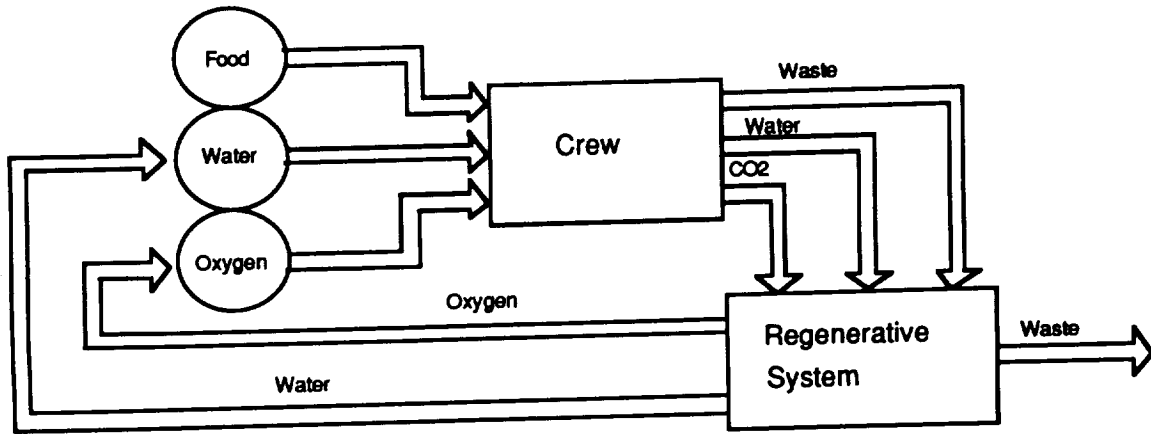 Food
Waste
Water
Crew
Water
CO2
Oxygen
Oxygen
Regenerative
System
Waste
Water